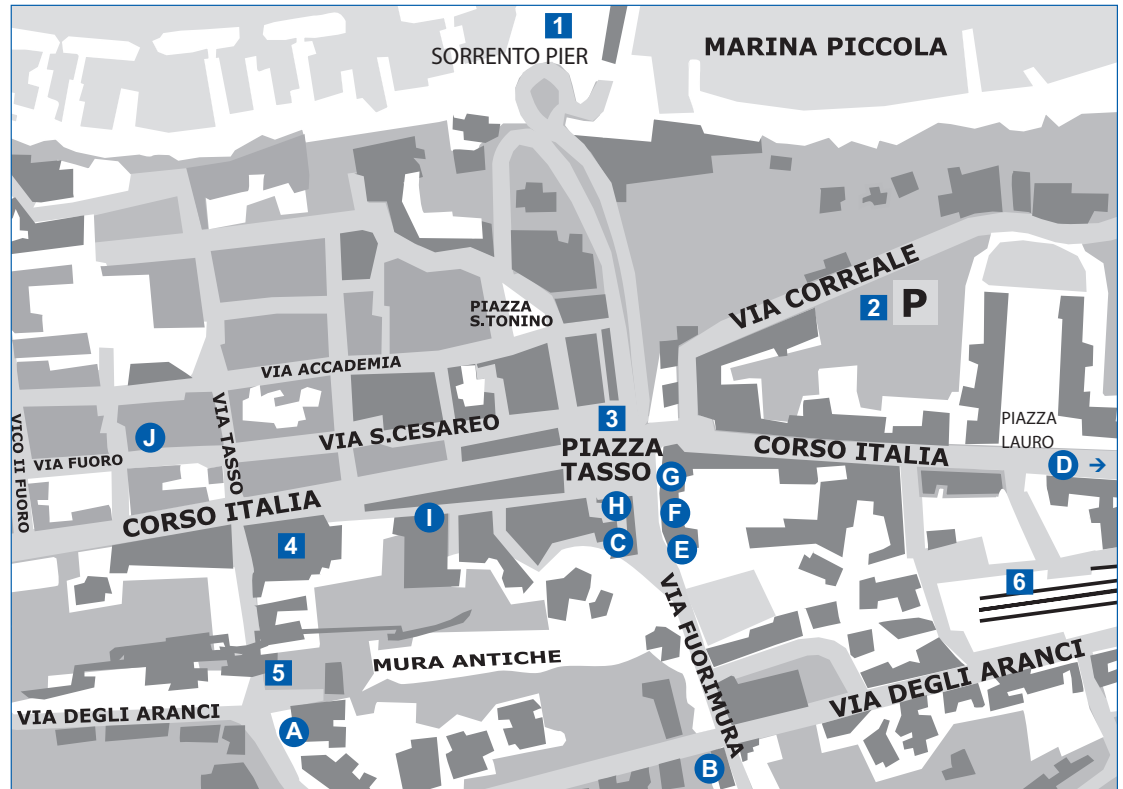 1
SORRENTO PIER
MARINA PICCOLA
VIA CORREALE
2
P
PIAZZA
S.TONINO
VIA ACCADEMIA
3
PIAZZA
TASSO
VIA S.CESAREO
VIA TASSO
J
VIA FUORO
VICO II FUORO
CORSO ITALIA
CORSO ITALIA
PIAZZA
LAURO
D →
G
H
F
I
C
E
4
6
VIA FUORIMURA
MURA ANTICHE
5
VIA DEGLI ARANCI
VIA DEGLI ARANCI
A
B